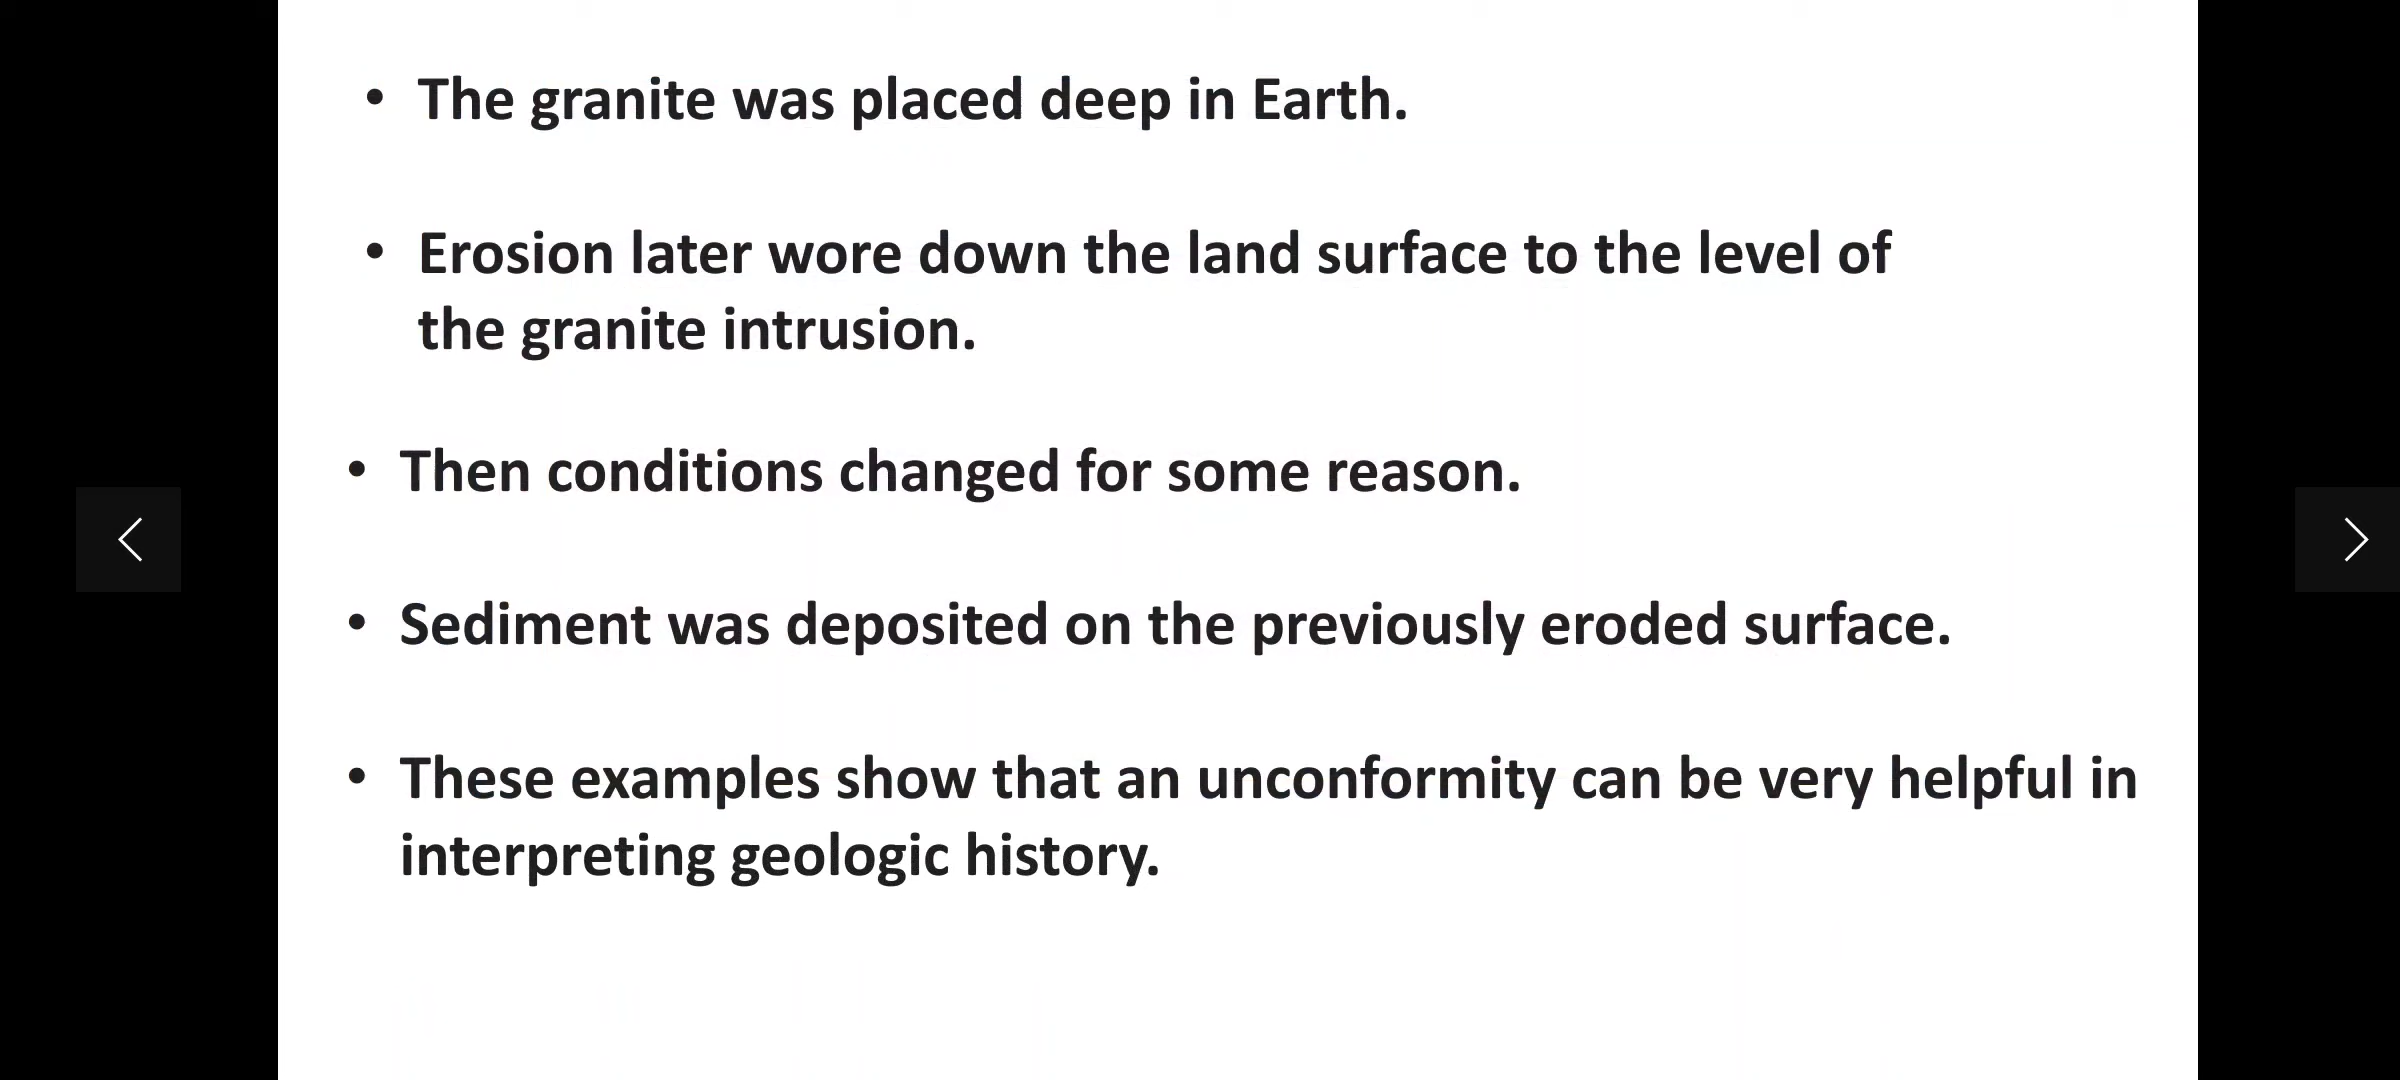 • The granite was placed deep in Earth.
• Erosion later wore down the land surface to the level of
the granite intrusion.
• Then conditions changed for some reason.
• Sediment was deposited on the previously eroded surface.
• These examples show that an unconformity can be very helpful in
interpreting geologic history.